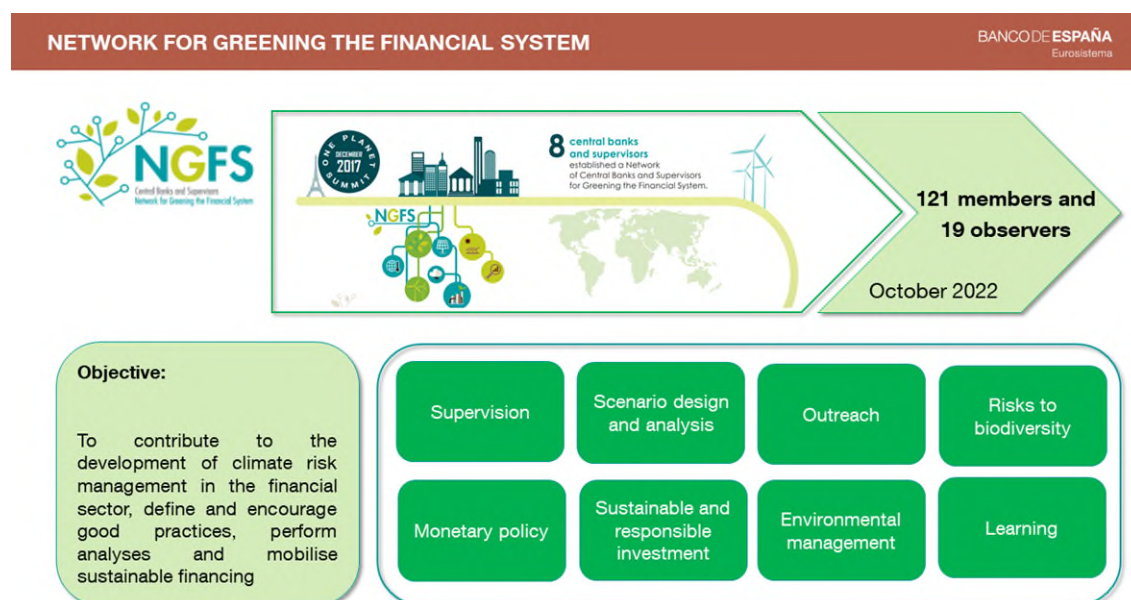 NETWORK FOR GREENING THE FINANCIAL SYSTEM
BANCO DE ESPAÑA
Eurosistema
NGFS
Central Banks and Supervisors
Network for Greening the Financial System
ONE PLANET SUMMIT
DECEMBER
2017
8 central banks
and supervisors
established a Network
of Central Banks and Supervisors
for Greening the Financial System.
NGFS
121 members and
19 observers
October 2022
Objective:
To contribute to the
development of climate risk
management in the financial
sector, define and encourage
good practices, perform
analyses and mobilise
sustainable financing
Supervision
Scenario design
and analysis
Outreach
Risks to
biodiversity
Monetary policy
Sustainable and
responsible
investment
Environmental
management
Learning